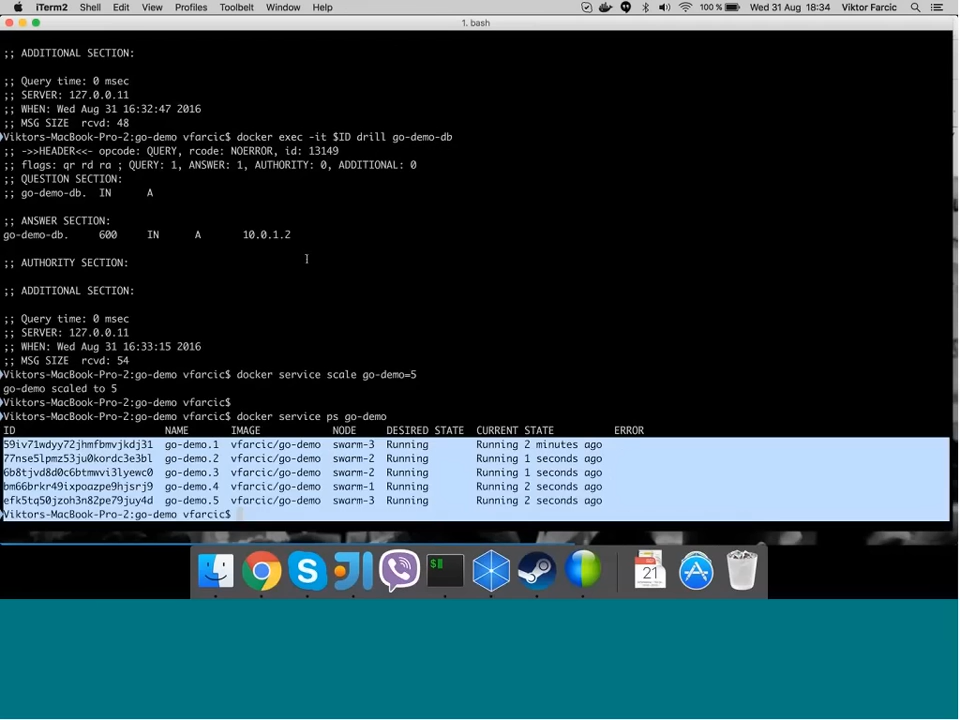 iTerm2 Shell Edit View Profiles Toolbelt Window Help 100 % Wed 31 Aug 18:34 Viktor Farcic
1. bash
;; ADDITIONAL SECTION:
;; Query time: 0 msec
;; SERVER: 127.0.0.11
;; WHEN: Wed Aug 31 16:32:47 2016
;; MSG SIZE rcvd: 48
Viktors-MacBook-Pro-2:go-demo vfarcic$ docker exec -it $ID drill go-demo-db
;; ->>HEADER<<- opcode: QUERY, rcode: NOERROR, id: 13149
;; flags: qr rd ra ; QUERY: 1, ANSWER: 1, AUTHORITY: 0, ADDITIONAL: 0
;; QUESTION SECTION:
;; go-demo-db. IN A
;; ANSWER SECTION:
go-demo-db. 600 IN A 10.0.1.2
;; AUTHORITY SECTION:
;; ADDITIONAL SECTION:
;; Query time: 0 msec
;; SERVER: 127.0.0.11
;; WHEN: Wed Aug 31 16:33:15 2016
;; MSG SIZE rcvd: 54
Viktors-MacBook-Pro-2:go-demo vfarcic$ docker service scale go-demo=5
go-demo scaled to 5
Viktors-MacBook-Pro-2:go-demo vfarcic$
Viktors-MacBook-Pro-2:go-demo vfarcic$ docker service ps go-demo
ID NAME IMAGE NODE DESIRED STATE CURRENT STATE ERROR
59iv71wdyy72jhmfbmvjkdj31 go-demo.1 vfarcic/go-demo swarm-3 Running Running 2 minutes ago
77nse5lpmz53ju0kordc3e3bl go-demo.2 vfarcic/go-demo swarm-2 Running Running 1 seconds ago
6b8tjvd8d0c6btmwvi3lyewc0 go-demo.3 vfarcic/go-demo swarm-2 Running Running 1 seconds ago
bm66brkr49ixpoazpe9hjsrj9 go-demo.4 vfarcic/go-demo swarm-1 Running Running 2 seconds ago
efk5tq50jzoh3n82pe79juy4d go-demo.5 vfarcic/go-demo swarm-3 Running Running 2 seconds ago
Viktors-MacBook-Pro-2:go-demo vfarcic$
21